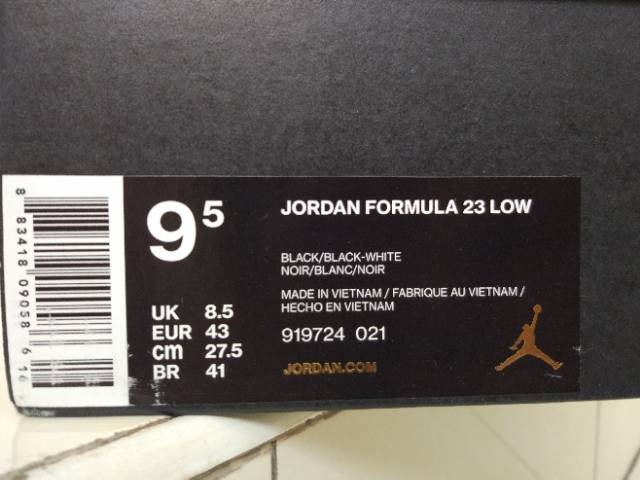 8 83418 09058 6 16
9⁵
UK 8.5
EUR 43
cm 27.5
BR 41
JORDAN FORMULA 23 LOW
BLACK/BLACK-WHITE
NOIR/BLANC/NOIR
MADE IN VIETNAM / FABRIQUE AU VIETNAM /
HECHO EN VIETNAM
919724 021
JORDAN.COM